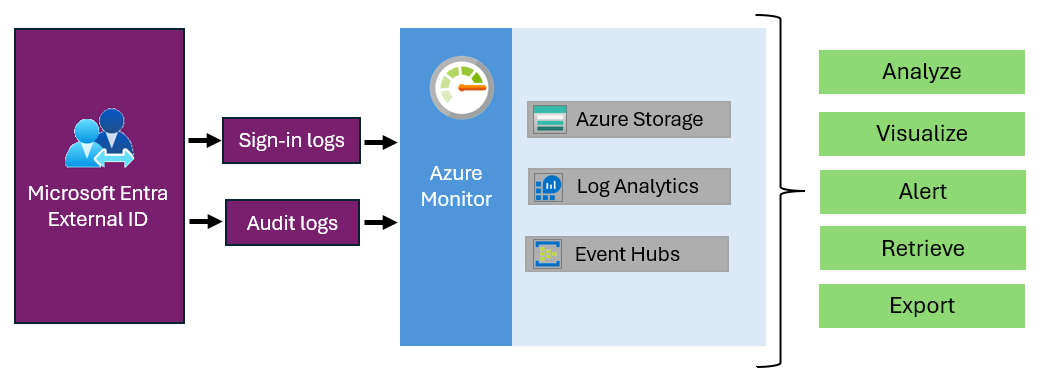 Microsoft Entra
External ID
Sign-in logs
Audit logs
Azure
Monitor
Azure Storage
Log Analytics
Event Hubs
Analyze
Visualize
Alert
Retrieve
Export